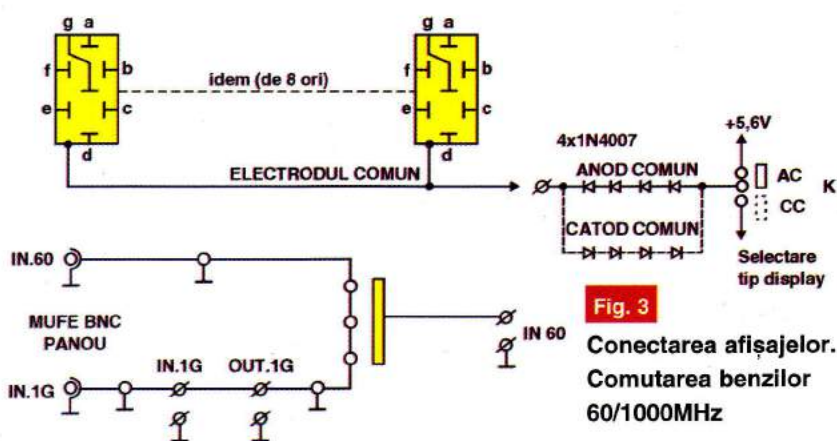 g a
f b
e c
d
idem (de 8 ori)
g a
f b
e c
d
ELECTRODUL COMUN
4x1N4007
ANOD COMUN
CATOD COMUN
+5,6V
AC
K
CC
Selectare
tip display
IN.60
MUFE BNC
PANOU
IN.1G
IN.1G
OUT.1G
IN 60
Fig. 3
Conectarea afişajelor.
Comutarea benzilor
60/1000MHz